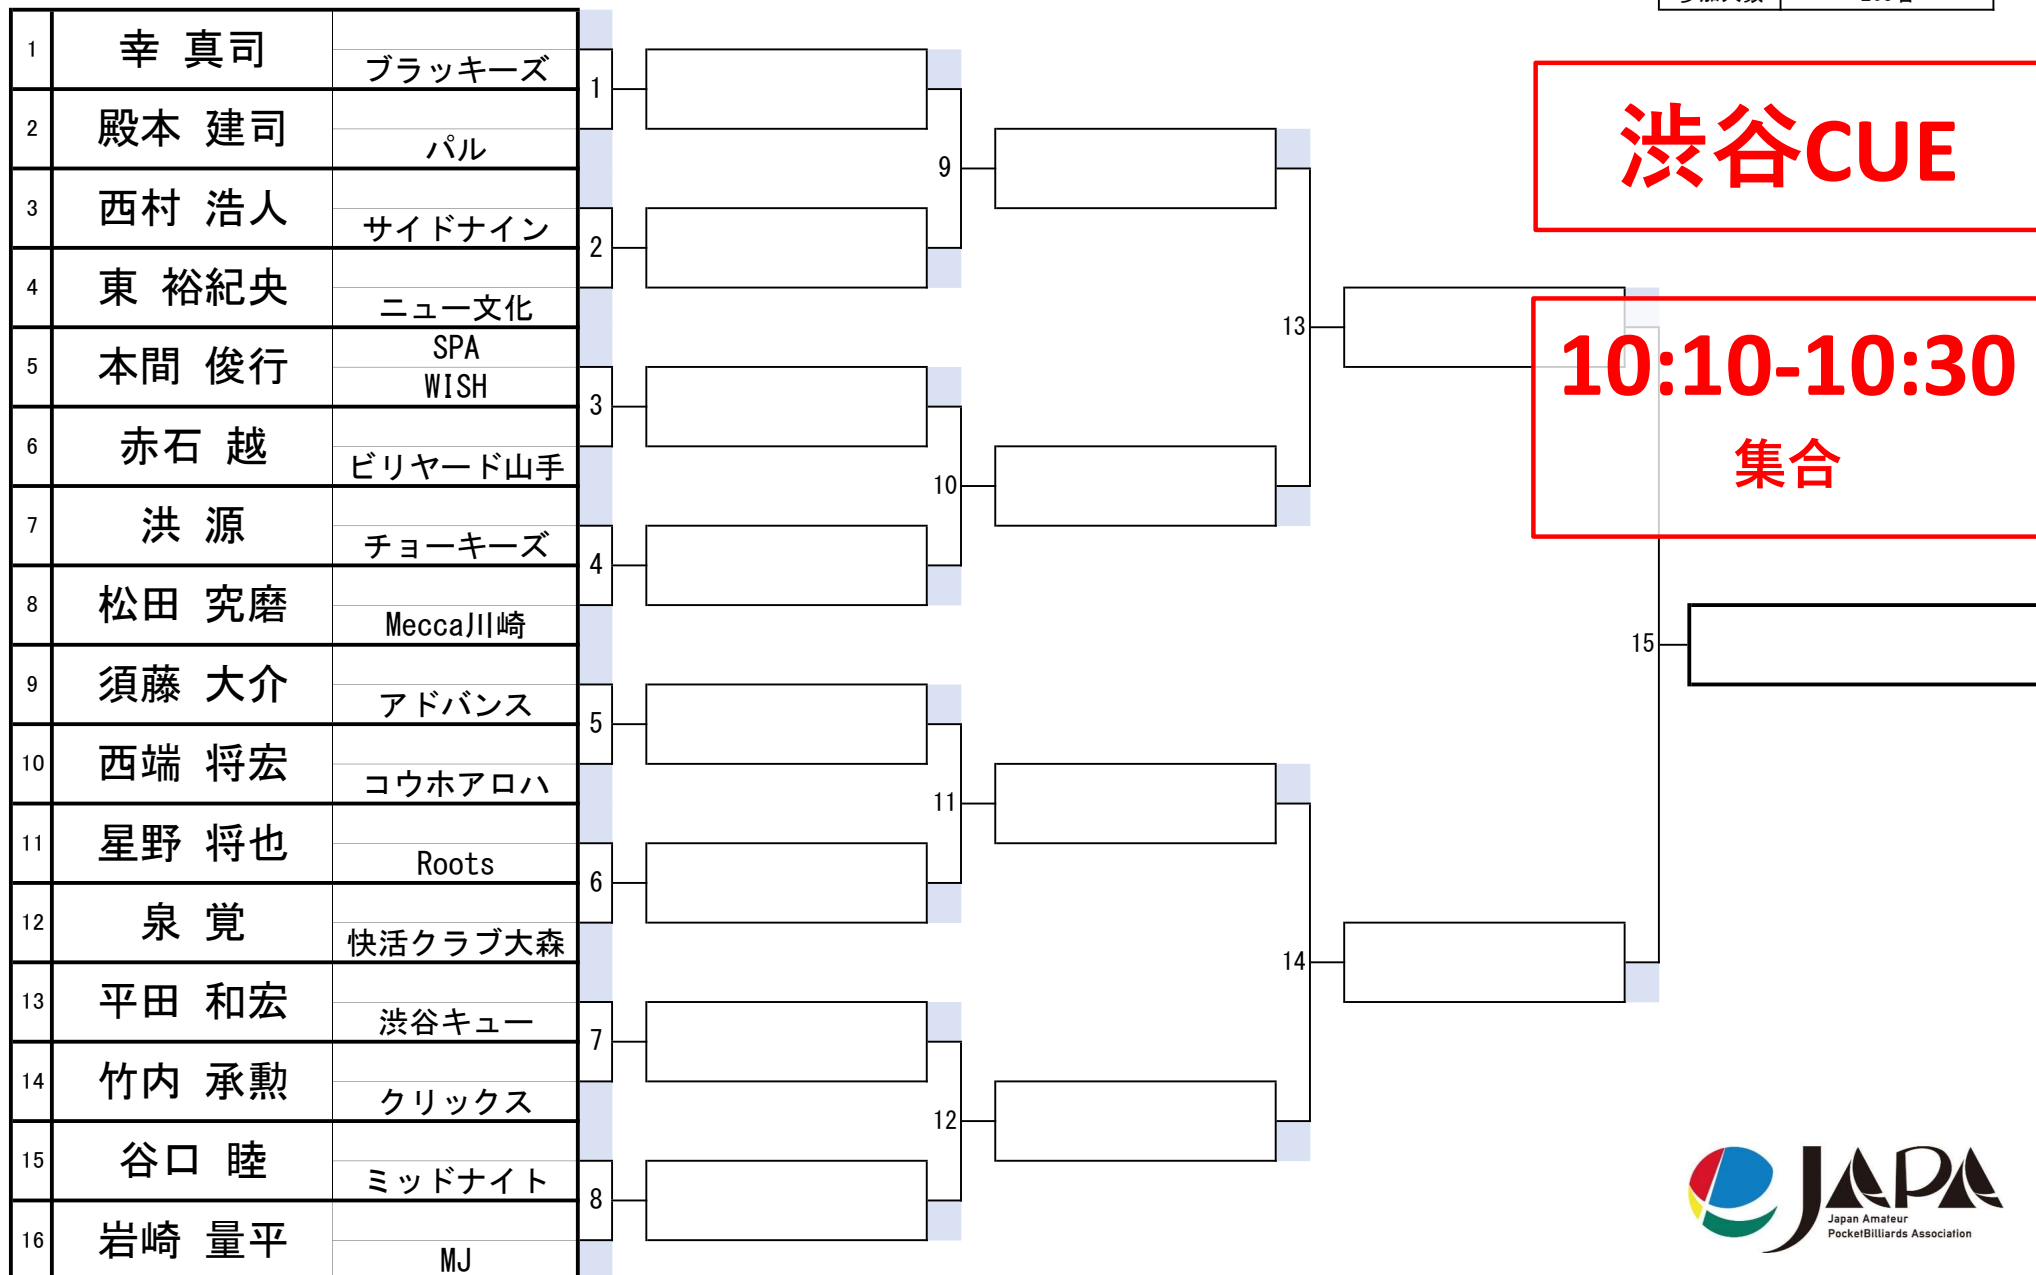 1 幸 真司 ブラッキーズ
2 殿本 建司 パル
3 西村 浩人 サイドナイン
4 東 裕紀央 ニュー文化
5 本間 俊行 SPA WISH
6 赤石 越 ビリヤード山手
7 洪 源 チョーキーズ
8 松田 究磨 Mecca川崎
9 須藤 大介 アドバンス
10 西端 将宏 コウホアロハ
11 星野 将也 Roots
12 泉 覚 快活クラブ大森
13 平田 和宏 渋谷キュー
14 竹内 承勲 クリックス
15 谷口 睦 ミッドナイト
16 岩崎 量平 MJ
1
2
3
4
5
6
7
8
9
10
11
12
13
14
15
渋谷CUE
10:10-10:30
集合
JAPA
Japan Amateur
PocketBilliards Association